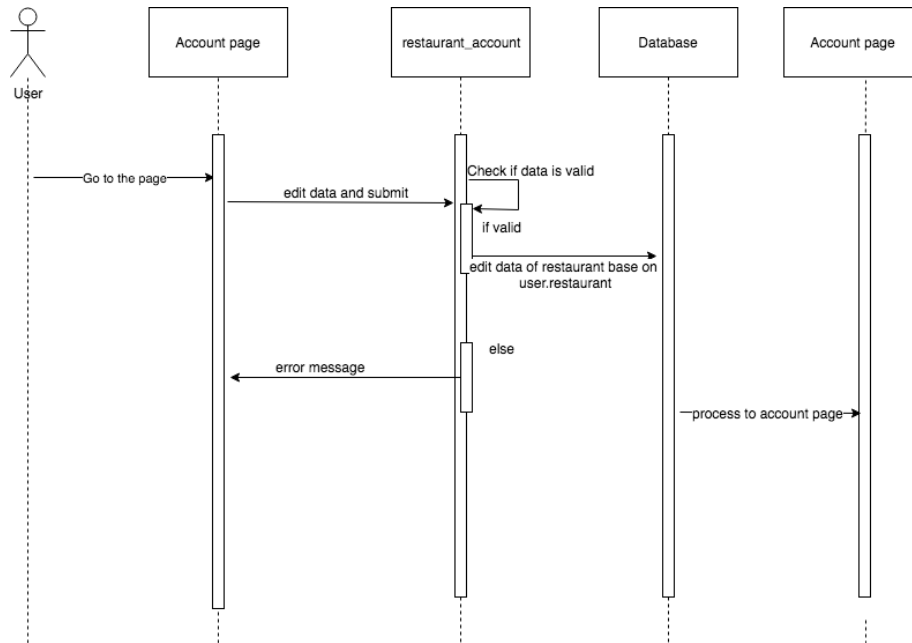 Account page
restaurant_account
Database
Account page
User
Check if data is valid
Go to the page
edit data and submit
if valid
edit data of restaurant base on
user.restaurant
else
error message
process to account page